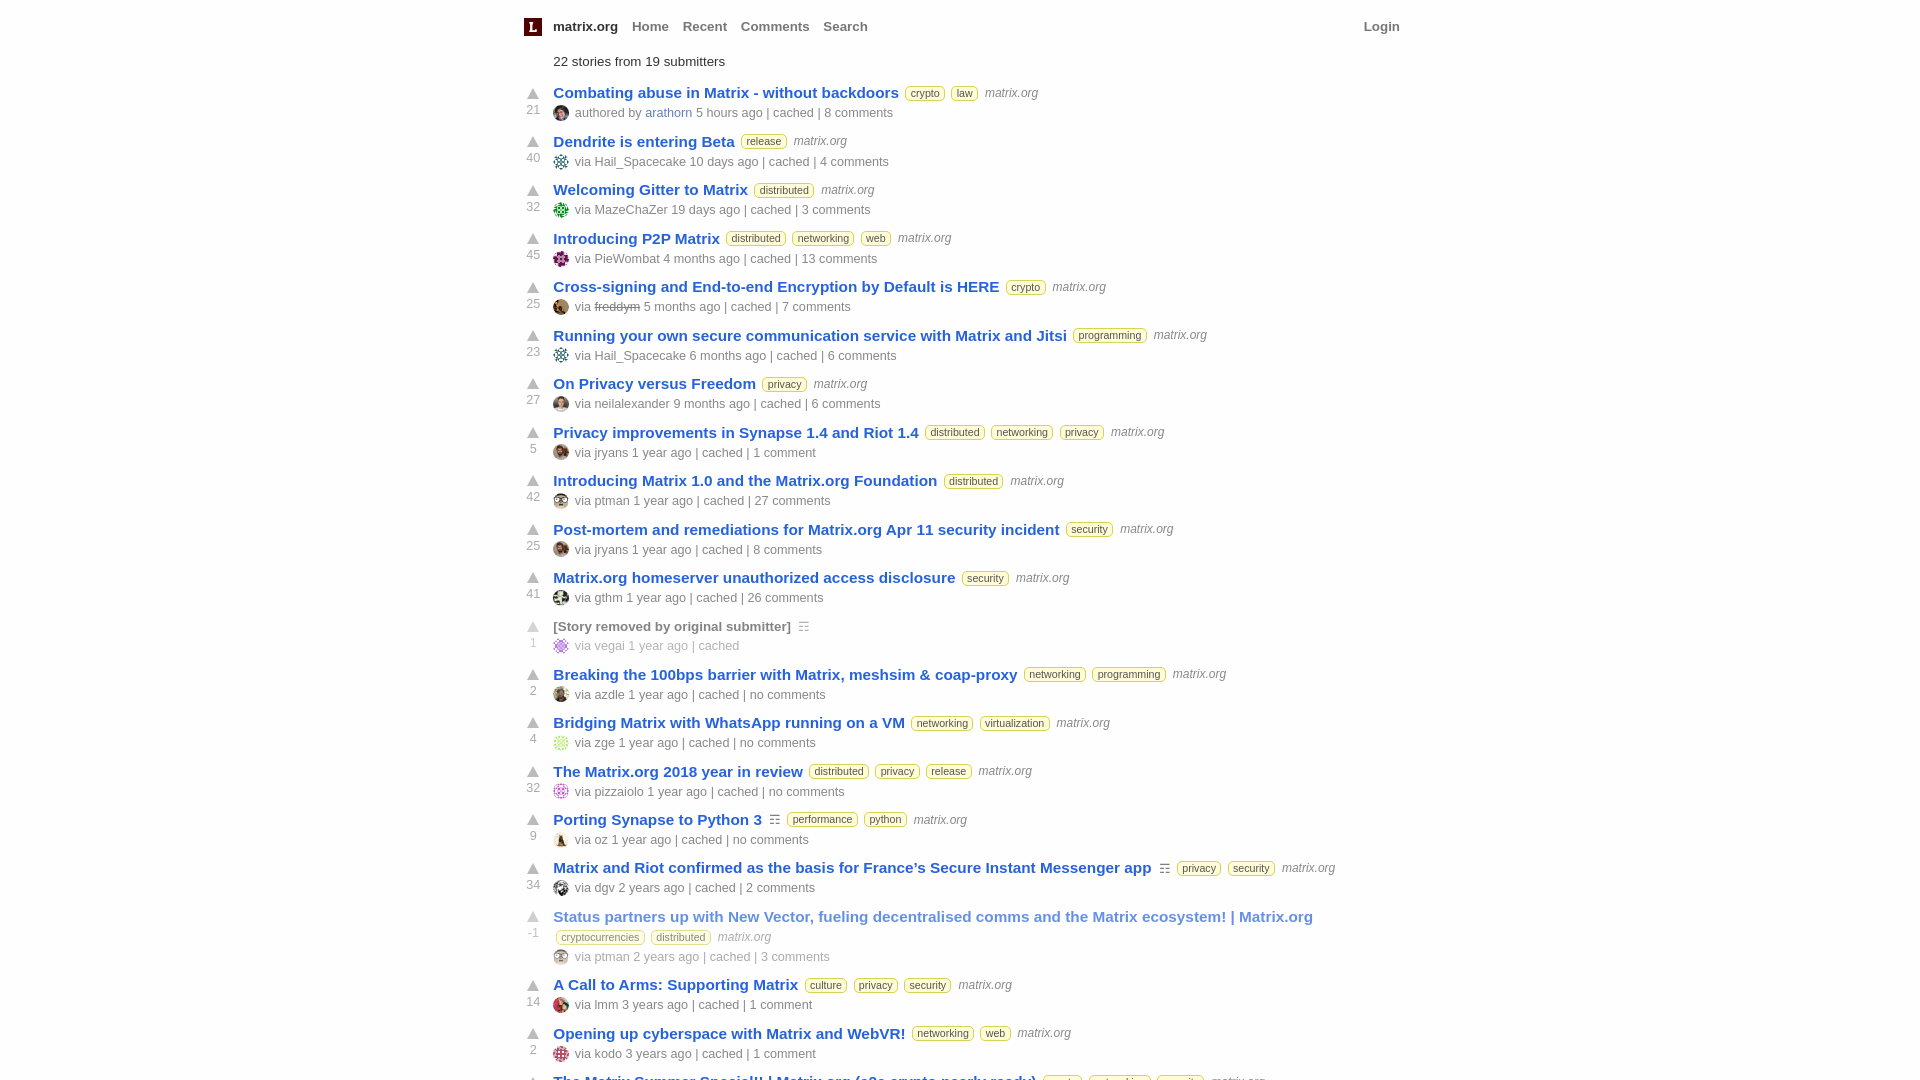 L matrix.org Home Recent Comments Search Login
22 stories from 19 submitters
Combating abuse in Matrix - without backdoors crypto law matrix.org
21 authored by arathorn 5 hours ago | cached | 8 comments
Dendrite is entering Beta release matrix.org
40 via Hail_Spacecake 10 days ago | cached | 4 comments
Welcoming Gitter to Matrix distributed matrix.org
32 via MazeChaZer 19 days ago | cached | 3 comments
Introducing P2P Matrix distributed networking web matrix.org
45 via PieWombat 4 months ago | cached | 13 comments
Cross-signing and End-to-end Encryption by Default is HERE crypto matrix.org
25 via freddym 5 months ago | cached | 7 comments
Running your own secure communication service with Matrix and Jitsi programming matrix.org
23 via Hail_Spacecake 6 months ago | cached | 6 comments
On Privacy versus Freedom privacy matrix.org
27 via neilalexander 9 months ago | cached | 6 comments
Privacy improvements in Synapse 1.4 and Riot 1.4 distributed networking privacy matrix.org
5 via jryans 1 year ago | cached | 1 comment
Introducing Matrix 1.0 and the Matrix.org Foundation distributed matrix.org
42 via ptman 1 year ago | cached | 27 comments
Post-mortem and remediations for Matrix.org Apr 11 security incident security matrix.org
25 via jryans 1 year ago | cached | 8 comments
Matrix.org homeserver unauthorized access disclosure security matrix.org
41 via gthm 1 year ago | cached | 26 comments
[Story removed by original submitter] ☶
1 via vegai 1 year ago | cached
Breaking the 100bps barrier with Matrix, meshsim & coap-proxy networking programming matrix.org
2 via azdle 1 year ago | cached | no comments
Bridging Matrix with WhatsApp running on a VM networking virtualization matrix.org
4 via zge 1 year ago | cached | no comments
The Matrix.org 2018 year in review distributed privacy release matrix.org
32 via pizzaiolo 1 year ago | cached | no comments
Porting Synapse to Python 3 ☶ performance python matrix.org
9 via oz 1 year ago | cached | no comments
Matrix and Riot confirmed as the basis for France’s Secure Instant Messenger app ☶ privacy security matrix.org
34 via dgv 2 years ago | cached | 2 comments
Status partners up with New Vector, fueling decentralised comms and the Matrix ecosystem! | Matrix.org
-1 cryptocurrencies distributed matrix.org
via ptman 2 years ago | cached | 3 comments
A Call to Arms: Supporting Matrix culture privacy security matrix.org
14 via lmm 3 years ago | cached | 1 comment
Opening up cyberspace with Matrix and WebVR! networking web matrix.org
2 via kodo 3 years ago | cached | 1 comment
The Matrix Summer Special!! | Matrix.org (e2e crypto nearly ready)